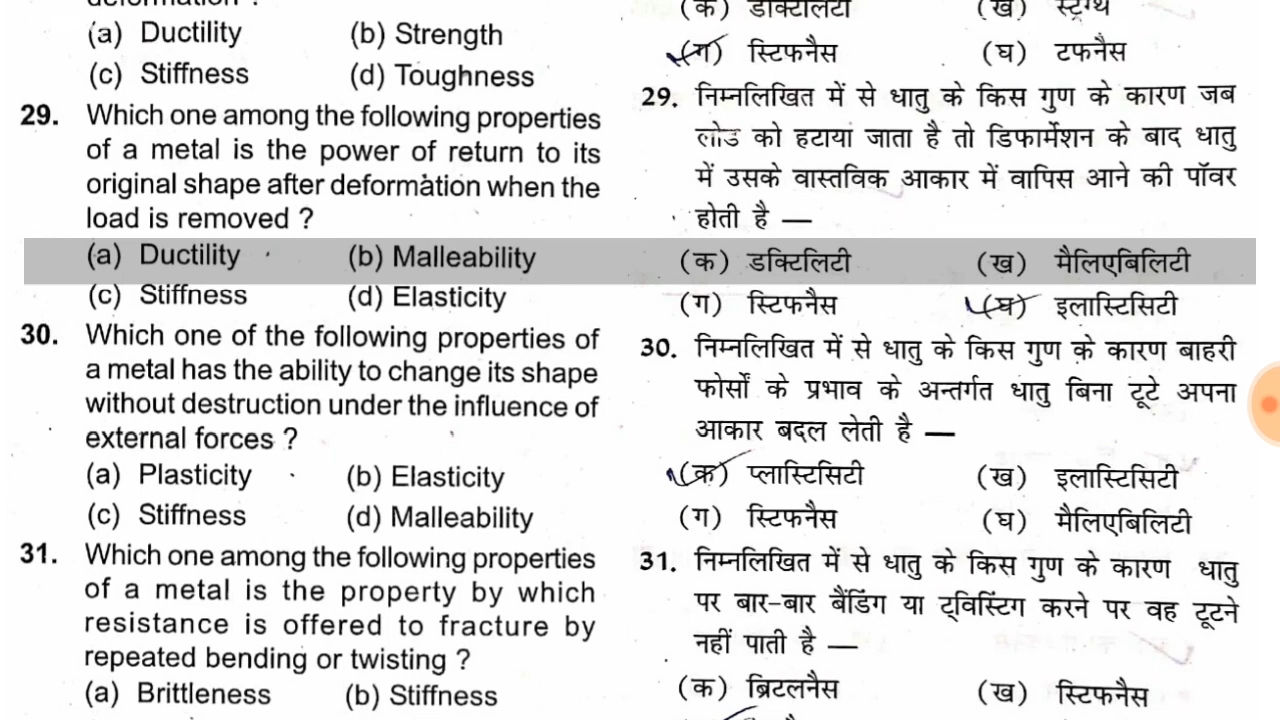 deformation ?
(a) Ductility (b) Strength
(c) Stiffness (d) Toughness
29. Which one among the following properties
of a metal is the power of return to its
original shape after deformation when the
load is removed ?
(a) Ductility (b) Malleability
(c) Stiffness (d) Elasticity
30. Which one of the following properties of
a metal has the ability to change its shape
without destruction under the influence of
external forces ?
(a) Plasticity (b) Elasticity
(c) Stiffness (d) Malleability
31. Which one among the following properties
of a metal is the property by which
resistance is offered to fracture by
repeated bending or twisting ?
(a) Brittleness (b) Stiffness
(क) डक्टिलिटी (ख) स्ट्रेंग्थ
(ग) स्टिफनैस (घ) टफनैस
29. निम्नलिखित में से धातु के किस गुण के कारण जब
लोड को हटाया जाता है तो डिफार्मेशन के बाद धातु
में उसके वास्तविक आकार में वापिस आने की पॉवर
होती है —
(क) डक्टिलिटी (ख) मैलिएबिलिटी
(ग) स्टिफनैस (घ) इलास्टिसिटी
30. निम्नलिखित में से धातु के किस गुण के कारण बाहरी
फोर्सों के प्रभाव के अन्तर्गत धातु बिना टूटे अपना
आकार बदल लेती है —
(क) प्लास्टिसिटी (ख) इलास्टिसिटी
(ग) स्टिफनैस (घ) मैलिएबिलिटी
31. निम्नलिखित में से धातु के किस गुण के कारण धातु
पर बार-बार बैंडिंग या ट्विस्टिंग करने पर वह टूटने
नहीं पाती है —
(क) ब्रिटलनैस (ख) स्टिफनैस